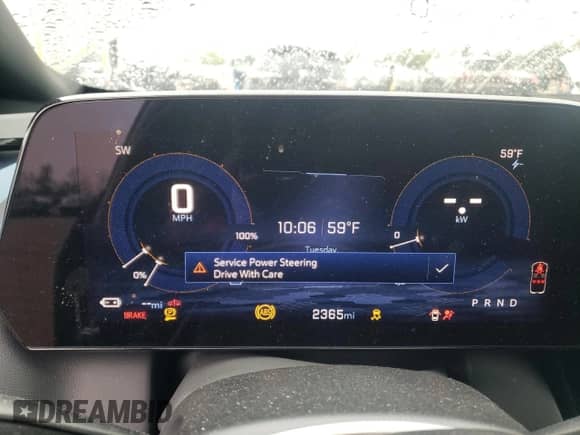 SW
59°F
0
MPH
100%
0%
10:06 59°F
Tuesday
0
-- kW
Service Power Steering
Drive With Care
mi
BRAKE
ABS
2365mi
P R N D
DREAMBID